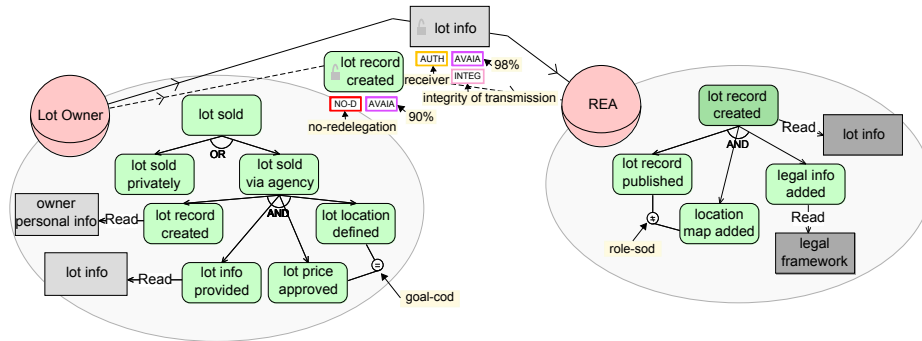 lot info
lot record
created
AUTH
AVAIA
98%
INTEG
receiver
integrity of transmission
NO-D
AVAIA
90%
no-redelegation
Lot Owner
lot sold
OR
lot sold
privately
lot sold
via agency
AND
owner
personal info
Read
lot record
created
lot location
defined
lot info
Read
lot info
provided
lot price
approved
=
goal-cod
REA
lot record
created
AND
Read
lot info
lot record
published
legal info
added
≠
role-sod
location
map added
Read
legal
framework